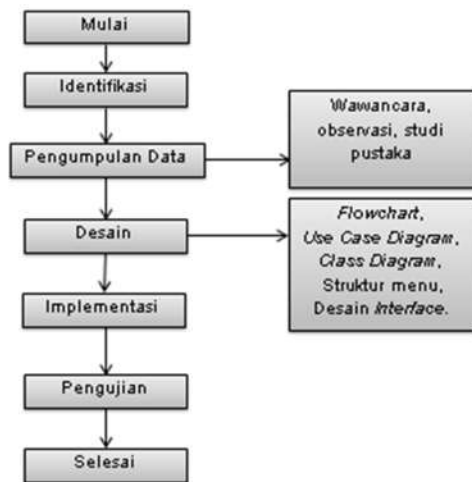 Mulai
Identifikasi
Pengumpulan Data
Wawancara,
observasi, studi
pustaka
Desain
Flowchart,
Use Case Diagram,
Class Diagram,
Struktur menu,
Desain Interface.
Implementasi
Pengujian
Selesai